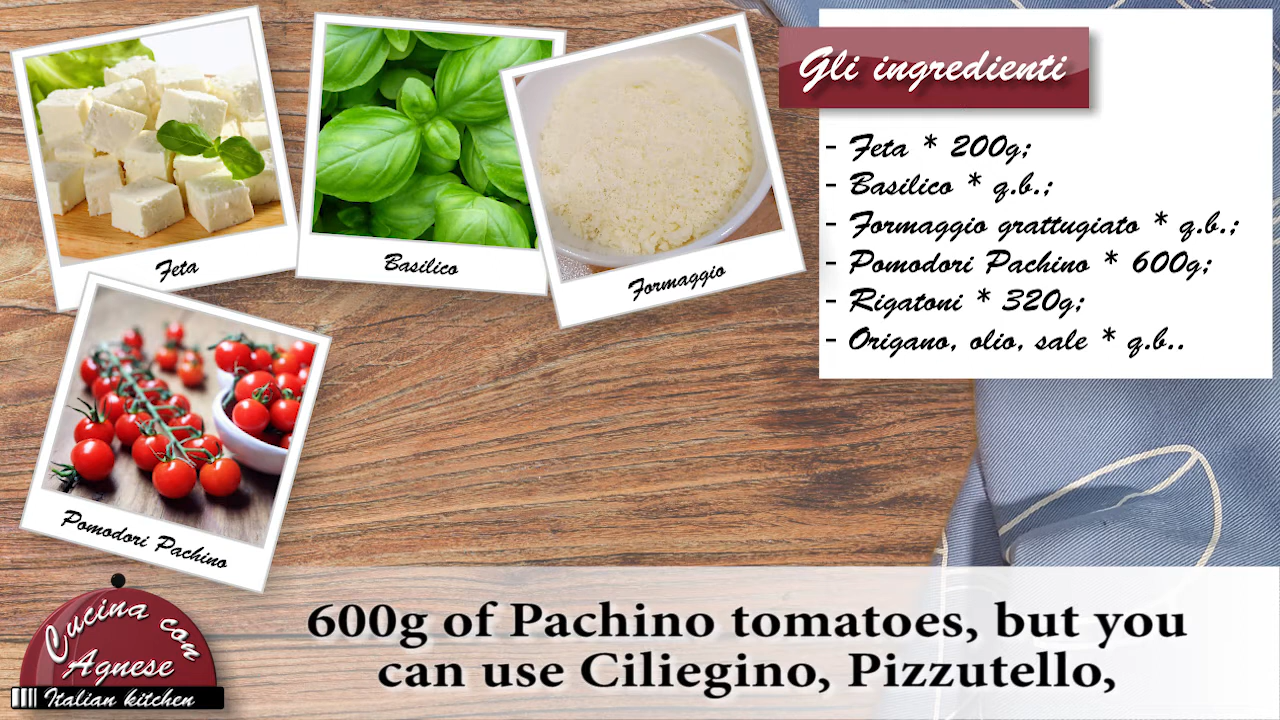 Gli ingredienti
- Feta * 200g;
- Basilico * q.b.;
- Formaggio grattugiato * q.b.;
- Pomodori Pachino * 600g;
- Rigatoni * 320g;
- Origano, olio, sale * q.b..
Feta
Basilico
Formaggio
Pomodori Pachino
600g of Pachino tomatoes, but you
can use Ciliegino, Pizzutello,
Cucina con
Agnese
Italian kitchen